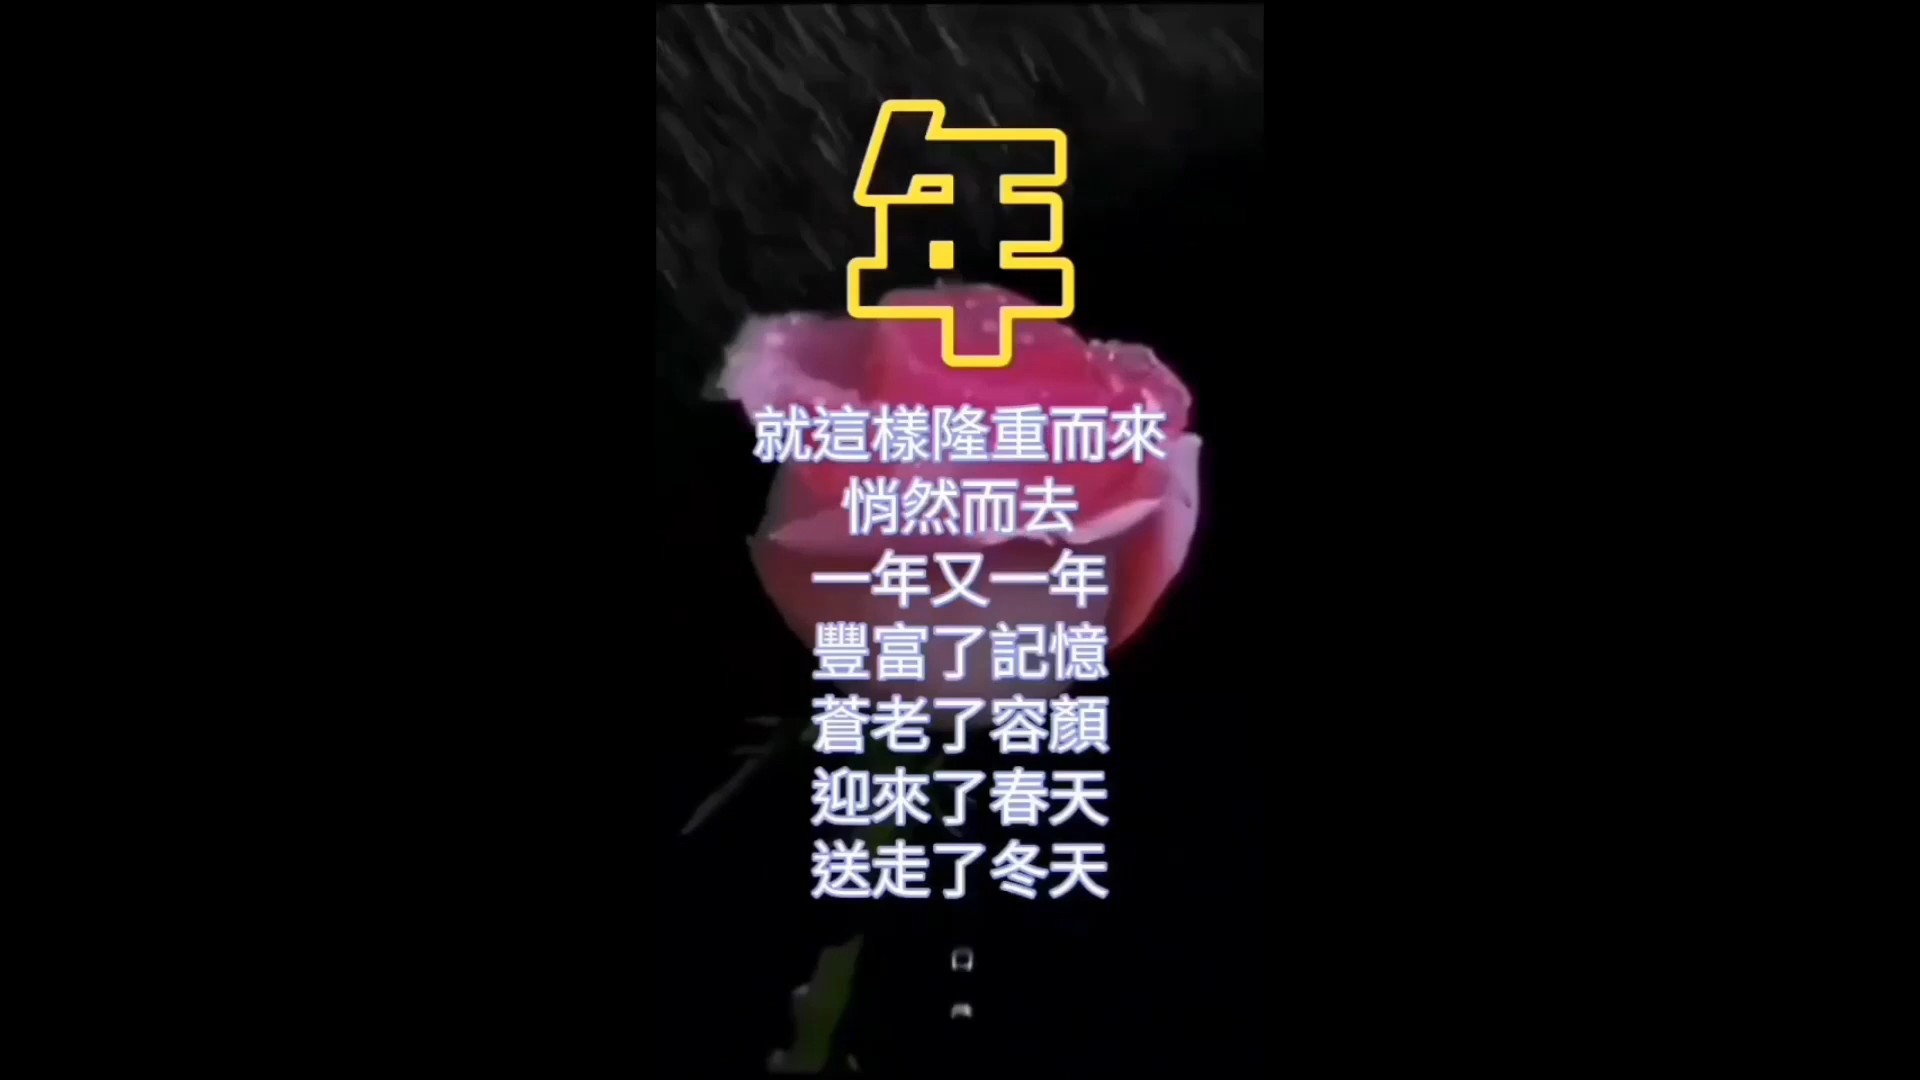 年
就這樣隆重而來
悄然而去
一年又一年
豐富了記憶
蒼老了容顏
迎來了春天
送走了冬天